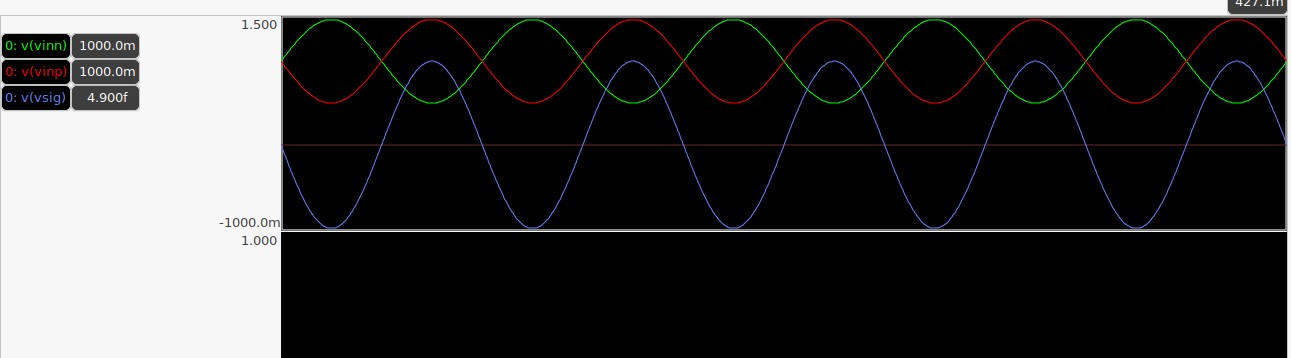 427.1m
1.500
0: v(vinn) 1000.0m
0: v(vinp) 1000.0m
0: v(vsig) 4.900f
-1000.0m
1.000